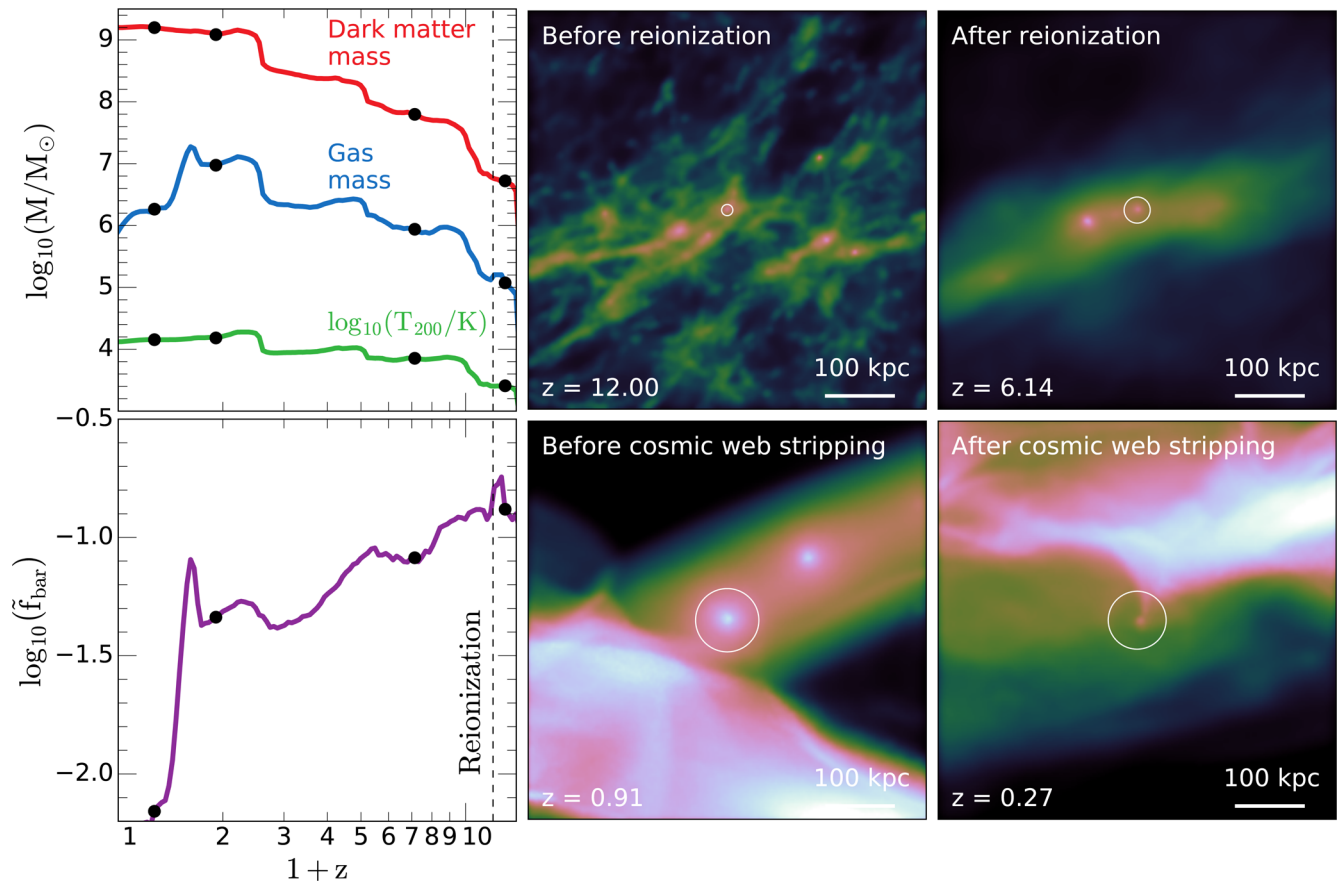 Dark matter
mass
Gas
mass
log₁₀(T₂₀₀/K)
log₁₀(M/M⊙)
9
8
7
6
5
4
Before reionization
z = 12.00
100 kpc
After reionization
z = 6.14
100 kpc
−0.5
−1.0
−1.5
−2.0
log₁₀(f̃bar)
Reionization
1 2 3 4 5 6 7 8 9 10
1 + z
Before cosmic web stripping
z = 0.91
100 kpc
After cosmic web stripping
z = 0.27
100 kpc